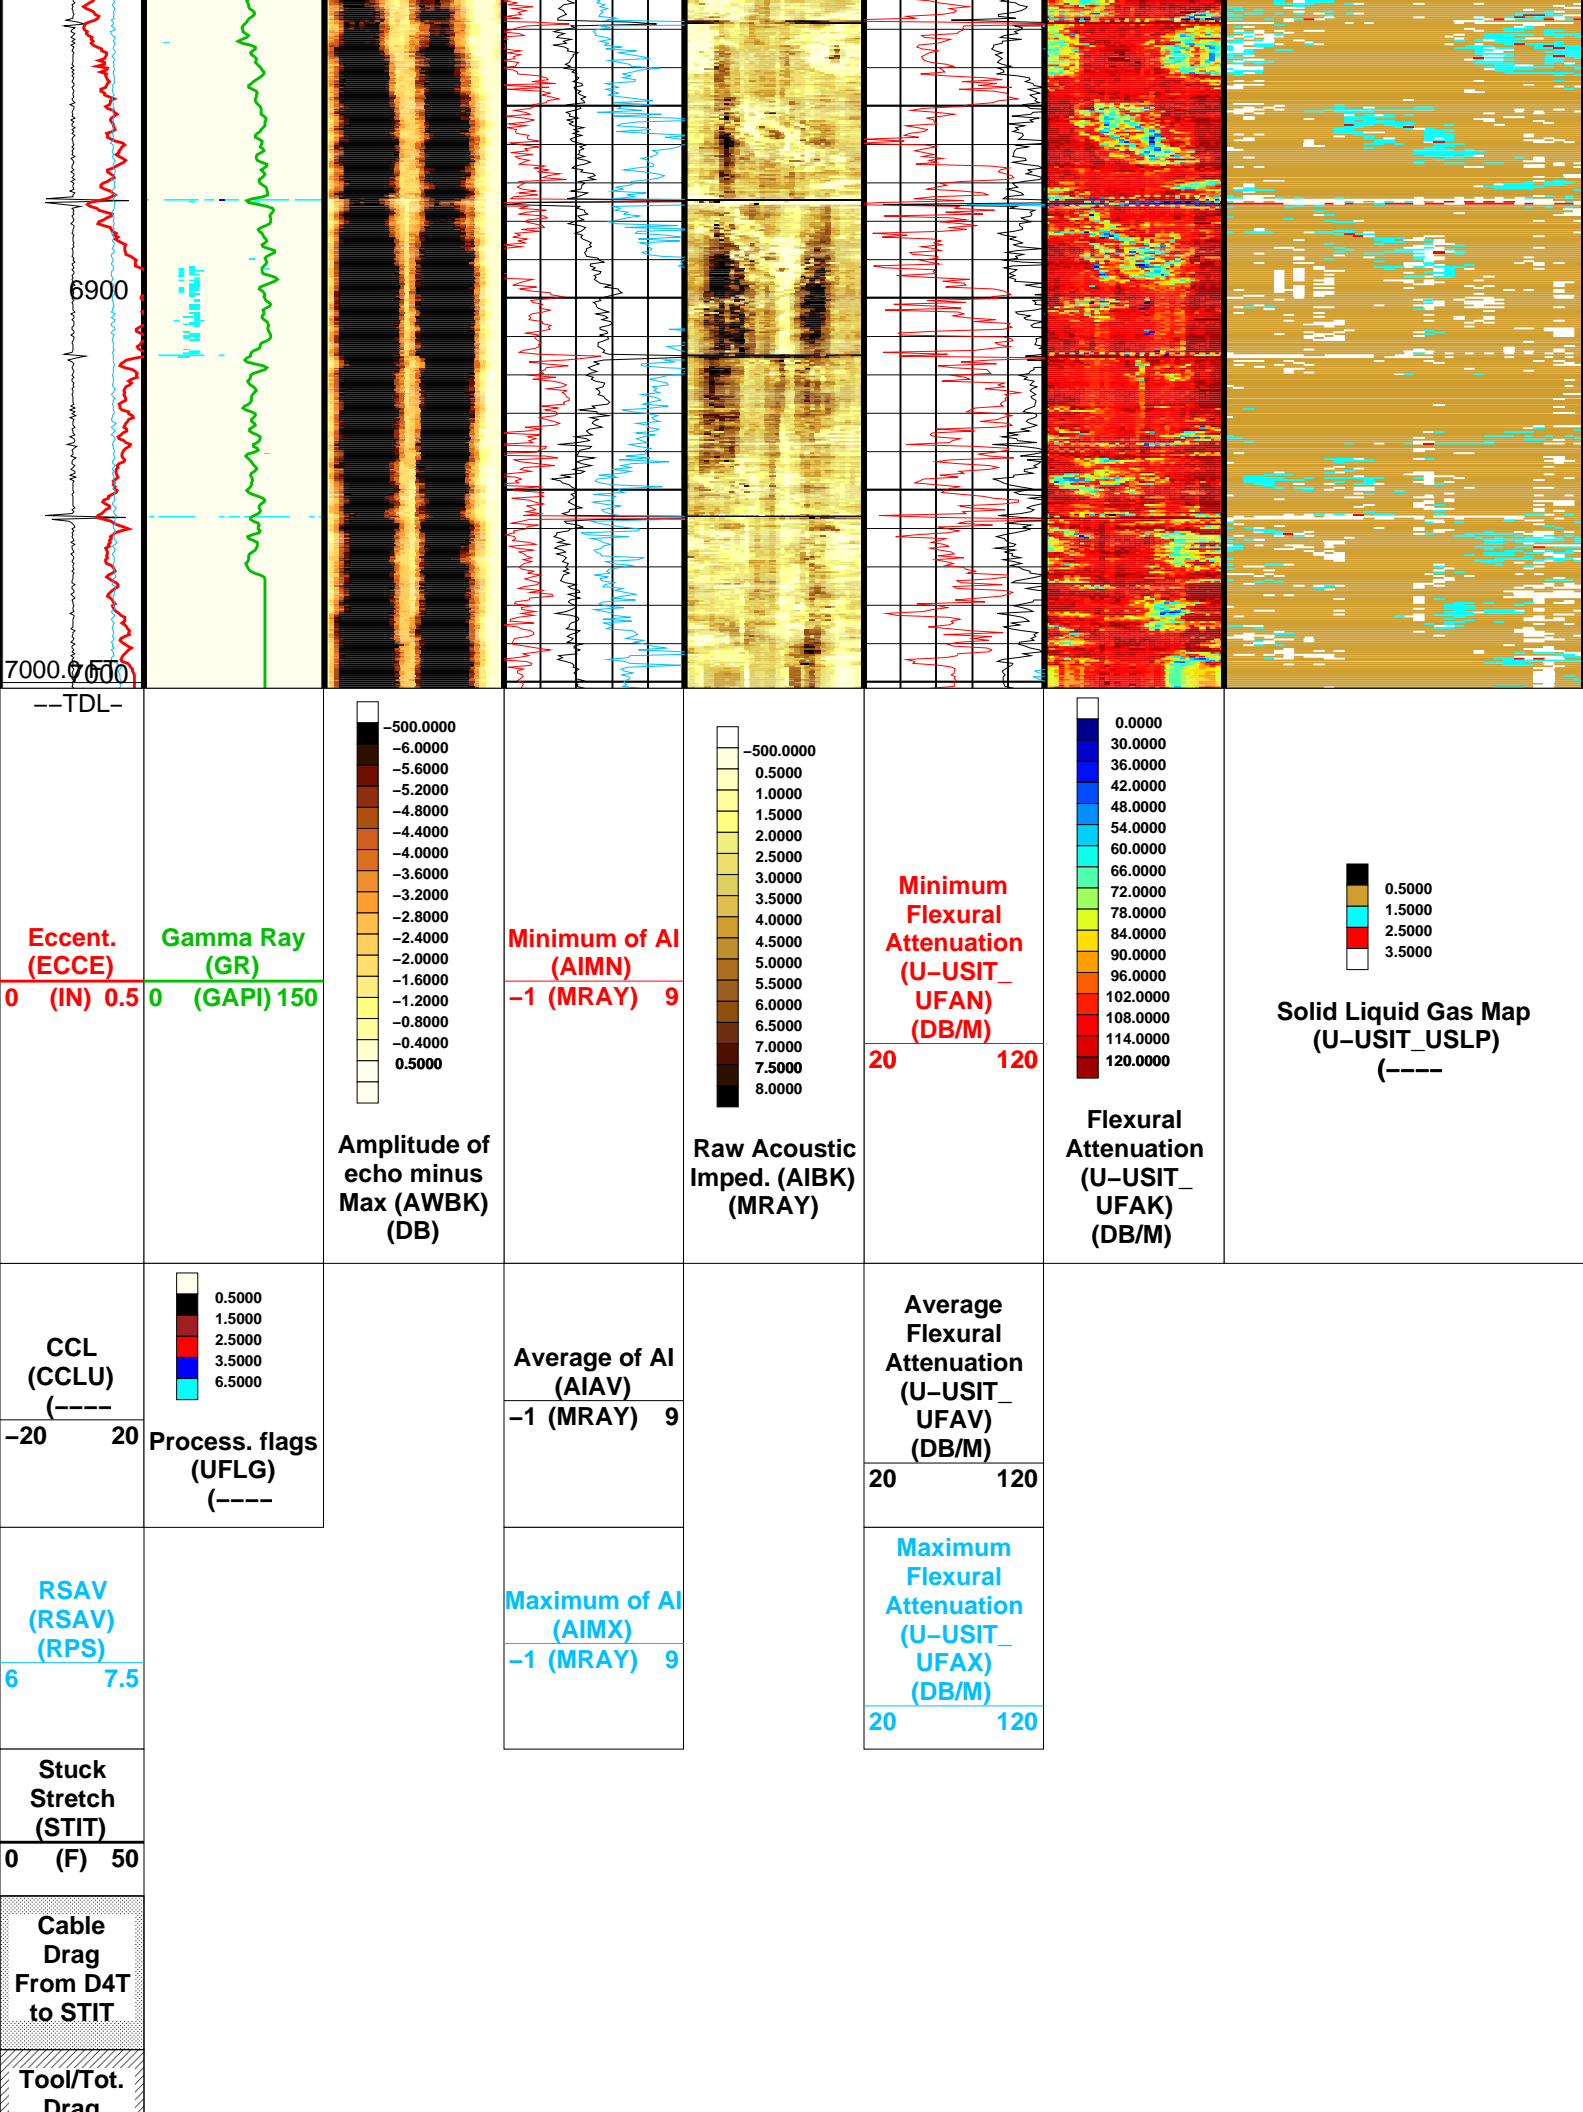 6900
7000.0 FT
7000
--TDL-
Eccent.
(ECCE)
0 (IN) 0.5
Gamma Ray
(GR)
0 (GAPI) 150
-500.0000
-6.0000
-5.6000
-5.2000
-4.8000
-4.4000
-4.0000
-3.6000
-3.2000
-2.8000
-2.4000
-2.0000
-1.6000
-1.2000
-0.8000
-0.4000
0.5000
Amplitude of
echo minus
Max (AWBK)
(DB)
Minimum of AI
(AIMN)
-1 (MRAY) 9
-500.0000
0.5000
1.0000
1.5000
2.0000
2.5000
3.0000
3.5000
4.0000
4.5000
5.0000
5.5000
6.0000
6.5000
7.0000
7.5000
8.0000
Raw Acoustic
Imped. (AIBK)
(MRAY)
Minimum
Flexural
Attenuation
(U-USIT_
UFAN)
(DB/M)
20 120
0.0000
30.0000
36.0000
42.0000
48.0000
54.0000
60.0000
66.0000
72.0000
78.0000
84.0000
90.0000
96.0000
102.0000
108.0000
114.0000
120.0000
Flexural
Attenuation
(U-USIT_
UFAK)
(DB/M)
0.5000
1.5000
2.5000
3.5000
Solid Liquid Gas Map
(U-USIT_USLP)
(----
CCL
(CCLU)
(----
-20 20
0.5000
1.5000
2.5000
3.5000
6.5000
Process. flags
(UFLG)
(----
Average of AI
(AIAV)
-1 (MRAY) 9
Average
Flexural
Attenuation
(U-USIT_
UFAV)
(DB/M)
20 120
RSAV
(RSAV)
(RPS)
6 7.5
Maximum of AI
(AIMX)
-1 (MRAY) 9
Maximum
Flexural
Attenuation
(U-USIT_
UFAX)
(DB/M)
20 120
Stuck
Stretch
(STIT)
0 (F) 50
Cable
Drag
From D4T
to STIT
Tool/Tot.
Drag